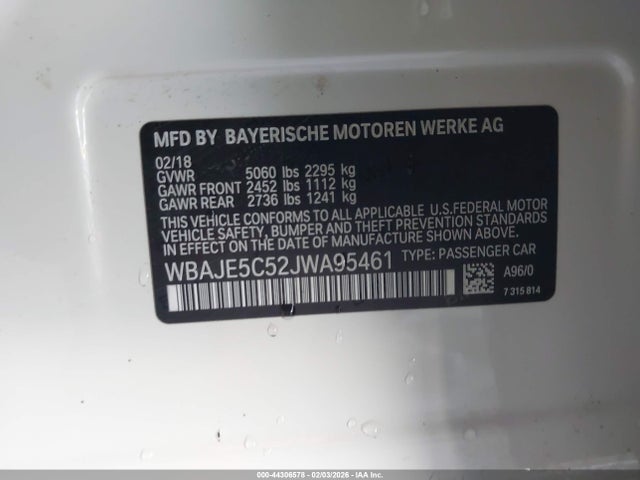 MFD BY BAYERISCHE MOTOREN WERKE AG
02/18
GVWR 5060 lbs 2295 kg
GAWR FRONT 2452 lbs 1112 kg
GAWR REAR 2736 lbs 1241 kg
THIS VEHICLE CONFORMS TO ALL APPLICABLE U.S.FEDERAL MOTOR
VEHICLE SAFETY, BUMPER AND THEFT PREVENTION STANDARDS
IN EFFECT ON THE DATE OF MANUFACTURE SHOWN ABOVE.
WBAJE5C52JWA95461 TYPE: PASSENGER CAR
A96/0
7 315 814
000-44306578 - 02/03/2026 - IAA Inc.